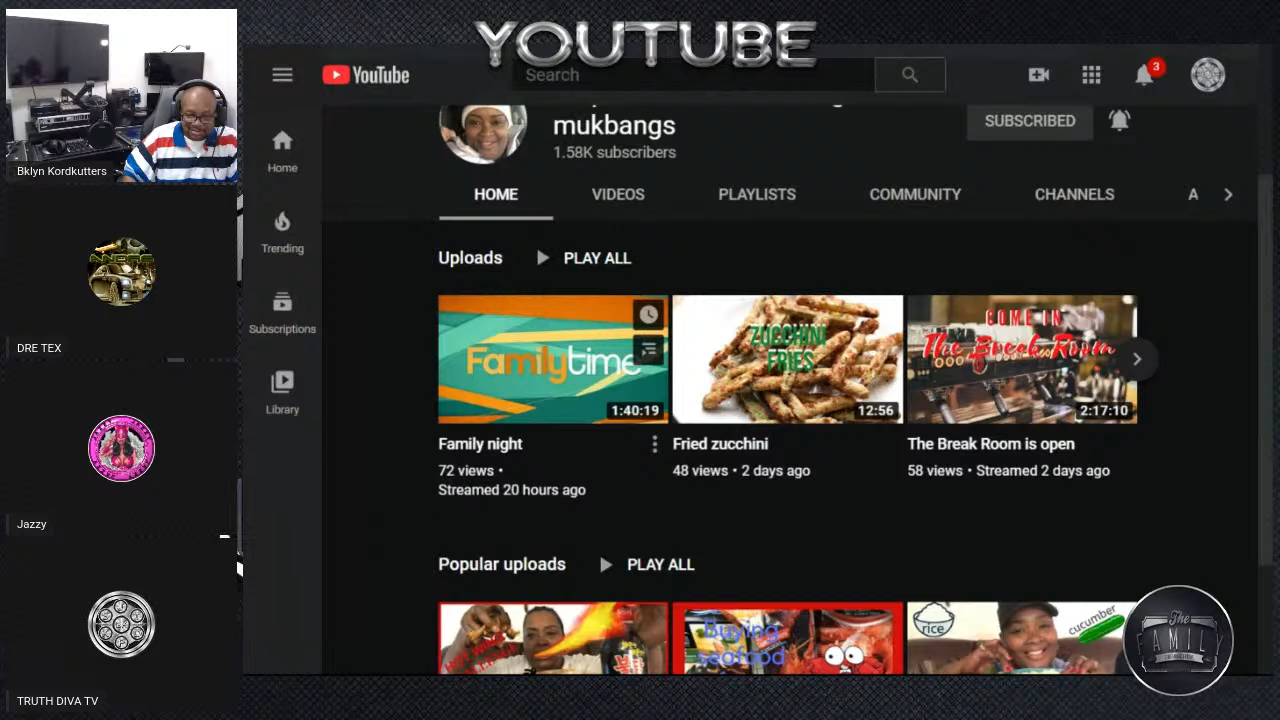 YOUTUBE
YouTube
Search
3
Bklyn Kordkutters
DRE TEX
Jazzy
TRUTH DIVA TV
Home
Trending
Subscriptions
Library
mukbangs
1.58K subscribers
SUBSCRIBED
HOME VIDEOS PLAYLISTS COMMUNITY CHANNELS A
Uploads PLAY ALL
Familytime
1:40:19
ZUCCHINI
FRIES
12:56
COME IN
The Break Room
2:17:10
Family night
72 views •
Streamed 20 hours ago
Fried zucchini
48 views • 2 days ago
The Break Room is open
58 views • Streamed 2 days ago
Popular uploads PLAY ALL
Buying
seafood
rice
cucumber
The
FAMILY